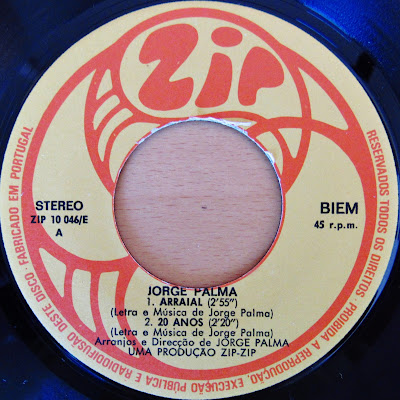 Zip
STEREO
ZIP 10 046/E
A
BIEM
45 r.p.m.
JORGE PALMA
1. ARRAIAL (2'55")
(Letra e Música de Jorge Palma)
2. 20 ANOS (2'20")
(Letra e Música de Jorge Palma)
Arranjos e Direcção de JORGE PALMA
UMA PRODUÇÃO ZIP-ZIP
FABRICADO EM PORTUGAL
RESERVADOS TODOS OS DIREITOS. PROIBIDA A REPRODUÇÃO, EXECUÇÃO PÚBLICA E RADIODIFUSÃO DESTE DISCO